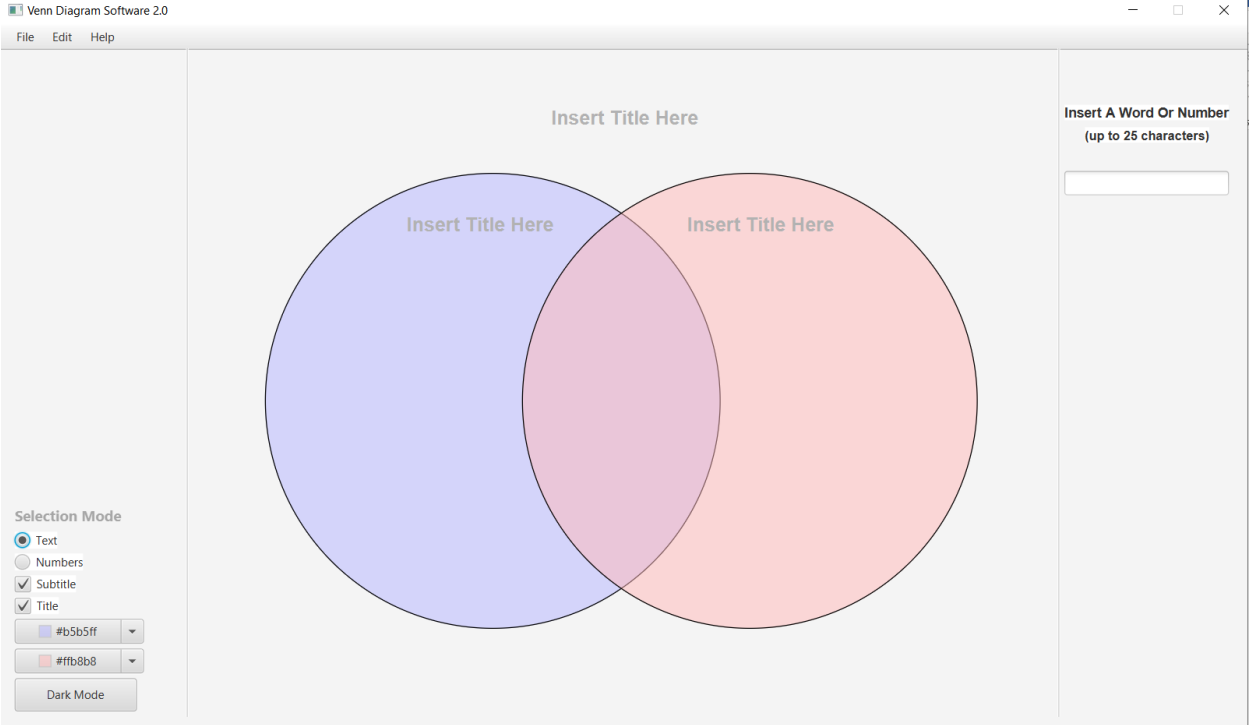 Venn Diagram Software 2.0
File Edit Help
Insert Title Here
Insert Title Here Insert Title Here
Insert A Word Or Number
(up to 25 characters)
Selection Mode
Text
Numbers
Subtitle
Title
#b5b5ff
#ffb8b8
Dark Mode